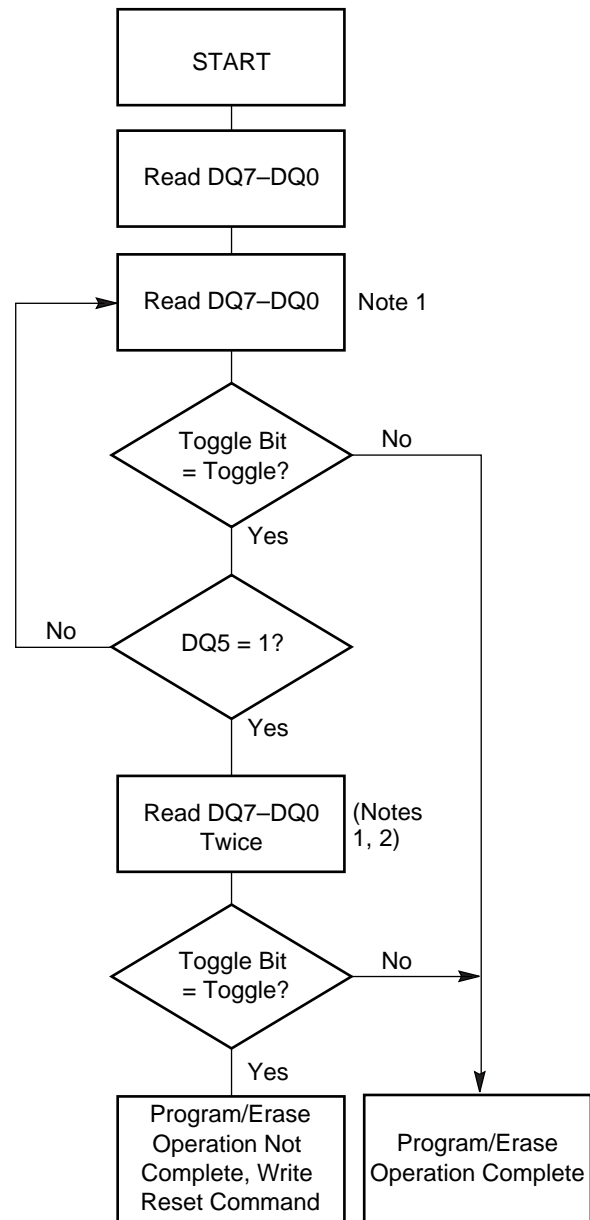 START
Read DQ7–DQ0
Read DQ7–DQ0
Note 1
Toggle Bit
= Toggle?
No
Yes
No
DQ5 = 1?
Yes
Read DQ7–DQ0
Twice
(Notes
1, 2)
Toggle Bit
= Toggle?
No
Yes
Program/Erase
Operation Not
Complete, Write
Reset Command
Program/Erase
Operation Complete